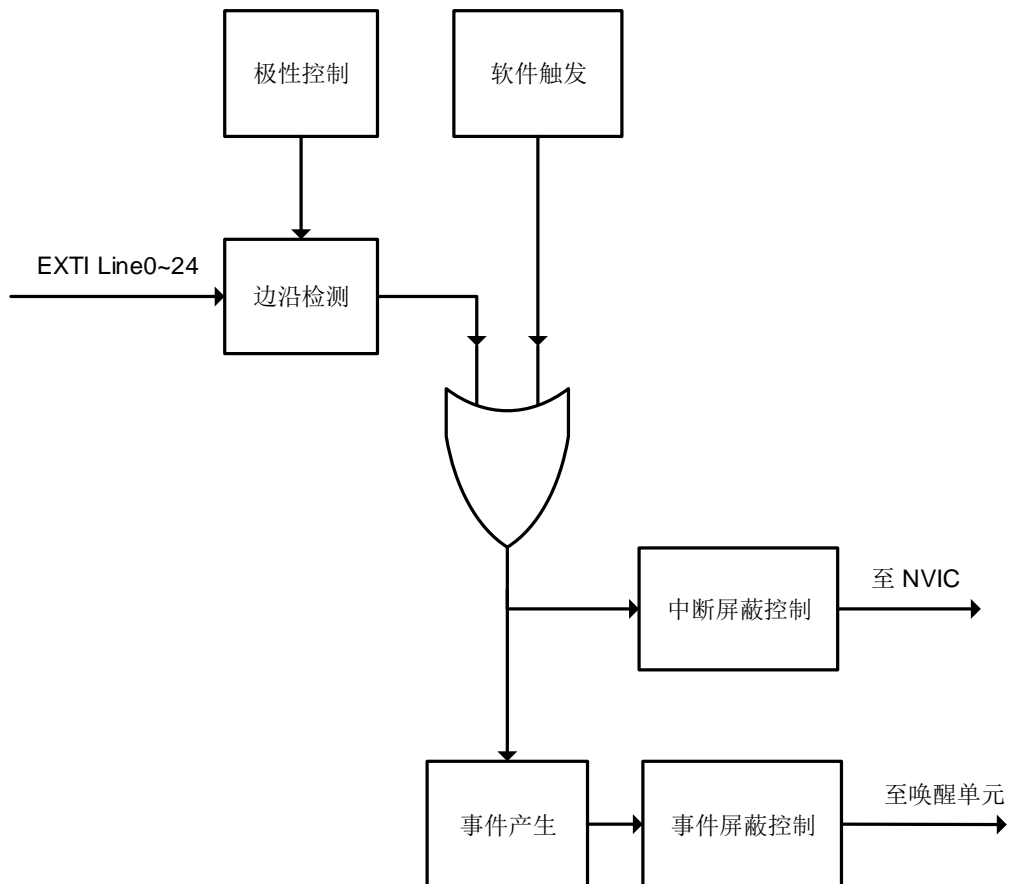 极性控制
软件触发
EXTI Line0~24
边沿检测
至 NVIC
中断屏蔽控制
至唤醒单元
事件产生
事件屏蔽控制